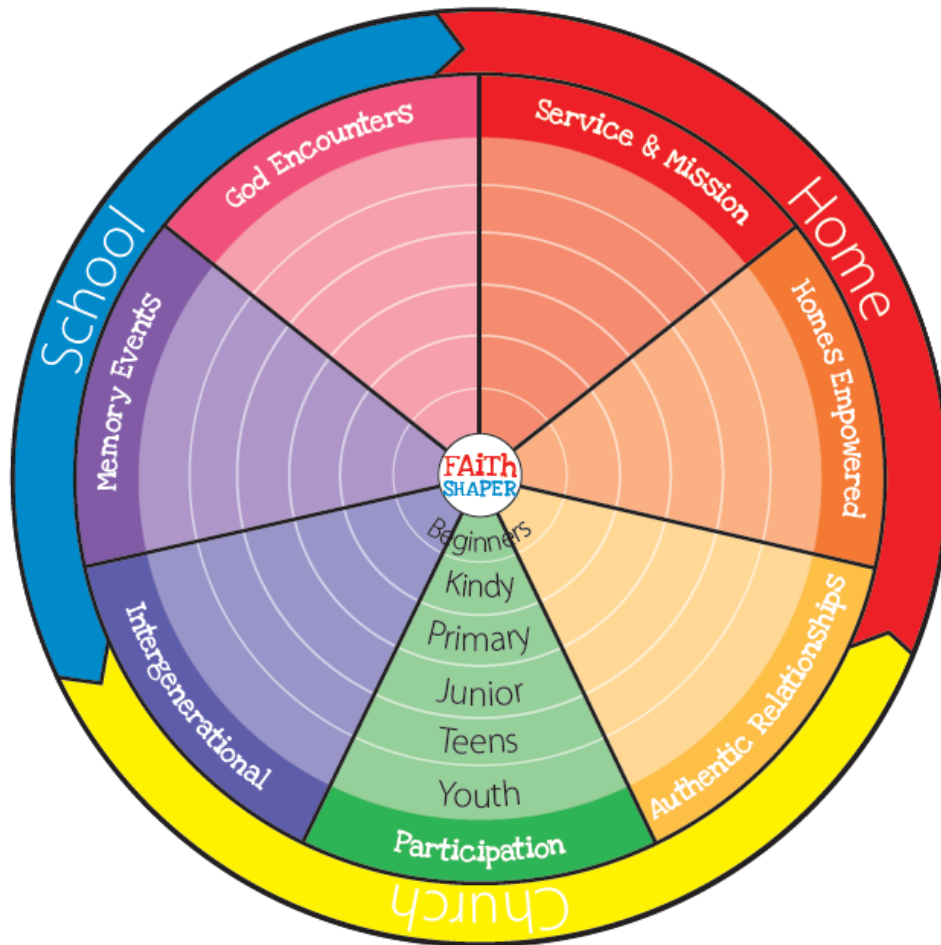 School
Home
Church
God Encounters
Service & Mission
Homes Empowered
Authentic Relationships
Participation
Intergenerational
Memory Events
FAiTh
SHAPER
Beginners
Kindy
Primary
Junior
Teens
Youth